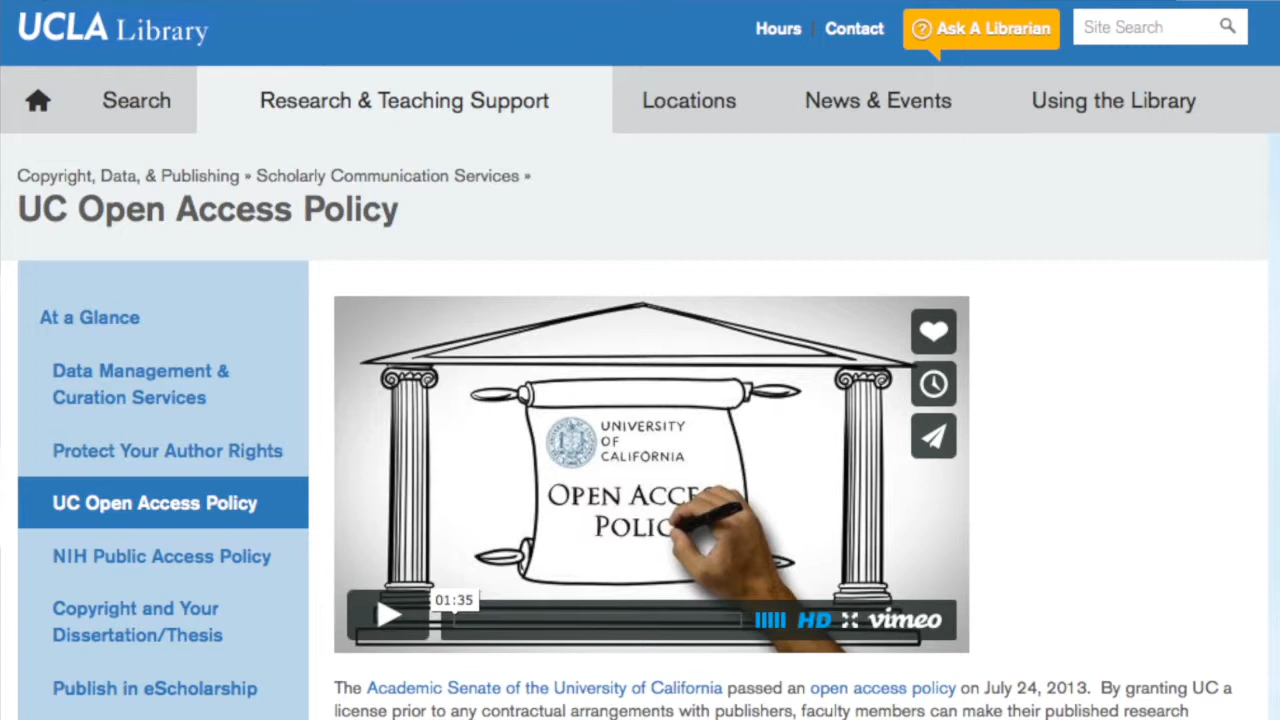 UCLA Library
Hours | Contact
Ask A Librarian
Site Search
Search
Research & Teaching Support
Locations
News & Events
Using the Library
Copyright, Data, & Publishing » Scholarly Communication Services »
UC Open Access Policy
At a Glance
Data Management &
Curation Services
Protect Your Author Rights
UC Open Access Policy
NIH Public Access Policy
Copyright and Your
Dissertation/Thesis
Publish in eScholarship
UNIVERSITY
OF
CALIFORNIA
OPEN ACCE
POLIC
01:35
HD
vimeo
The Academic Senate of the University of California passed an open access policy on July 24, 2013. By granting UC a
license prior to any contractual arrangements with publishers, faculty members can make their published research